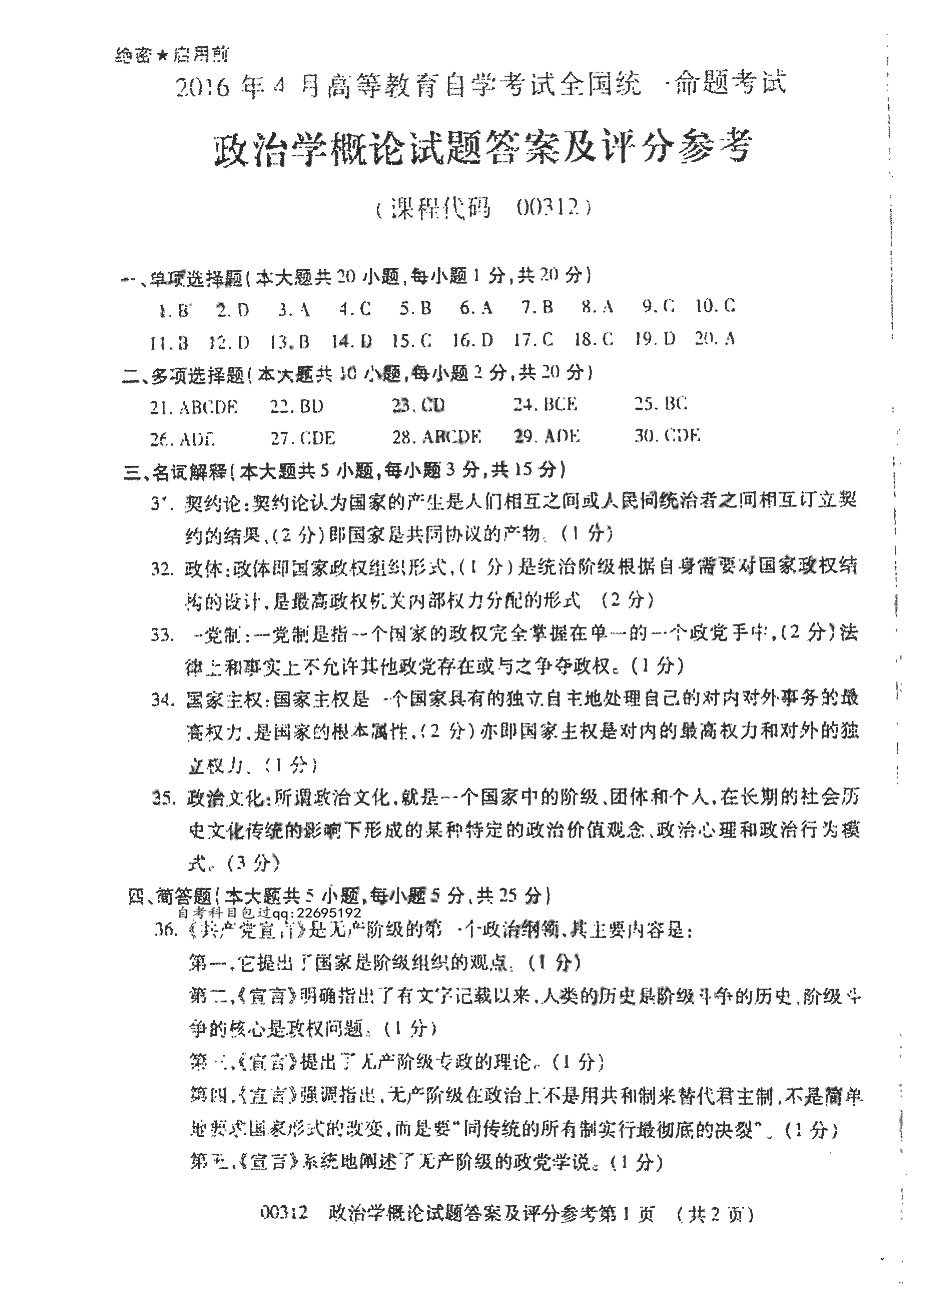 绝密★启用前
2016年4月高等教育自学考试全国统一命题考试
政治学概论试题答案及评分参考
(课程代码 00312)
一、单项选择题(本大题共20小题,每小题1分,共20分)
1.B 2.D 3.A 4.C 5.B 6.A 7.B 8.A 9.C 10.C
11.B 12.D 13.B 14.D 15.C 16.D 17.C 18.C 19.D 20.A
二、多项选择题(本大题共10小题,每小题2分,共20分)
21.ABCDE 22.BD 23.CD 24.BCE 25.BC
26.ADE 27.CDE 28.ABCDE 29.ADE 30.CDE
三、名词解释(本大题共5小题,每小题3分,共15分)
31. 契约论:契约论认为国家的产生是人们相互之间或人民同统治者之间相互订立契
约的结果,(2分)即国家是共同协议的产物。(1分)
32. 政体:政体即国家政权组织形式,(1分)是统治阶级根据自身需要对国家政权结
构的设计,是最高政权机关内部权力分配的形式 (2分)
33. 一党制:一党制是指一个国家的政权完全掌握在单一的一个政党手中,(2分)法
律上和事实上不允许其他政党存在或与之争夺政权。(1分)
34. 国家主权:国家主权是一个国家具有的独立自主地处理自己的对内对外事务的最
高权力,是国家的根本属性,(2分)亦即国家主权是对内的最高权力和对外的独
立权力。(1分)
35. 政治文化:所谓政治文化,就是一个国家中的阶级、团体和个人,在长期的社会历
史文化传统的影响下形成的某种特定的政治价值观念、政治心理和政治行为模
式。(3分)
四、简答题(本大题共5小题,每小题5分,共25分)
自考科目包过qq:22695192
36.《共产党宣言》是无产阶级的第一个政治纲领,其主要内容是:
第一,它提出了国家是阶级组织的观点。(1分)
第二,《宣言》明确指出了有文字记载以来,人类的历史是阶级斗争的历史,阶级斗
争的核心是政权问题。(1分)
第三,《宣言》提出了无产阶级专政的理论。(1分)
第四,《宣言》强调指出,无产阶级在政治上不是用共和制来替代君主制,不是简单
地要求国家形式的改变,而是要“同传统的所有制实行最彻底的决裂”。(1分)
第五,《宣言》系统地阐述了无产阶级的政党学说。(1分)
00312 政治学概论试题答案及评分参考第1页 (共2页)